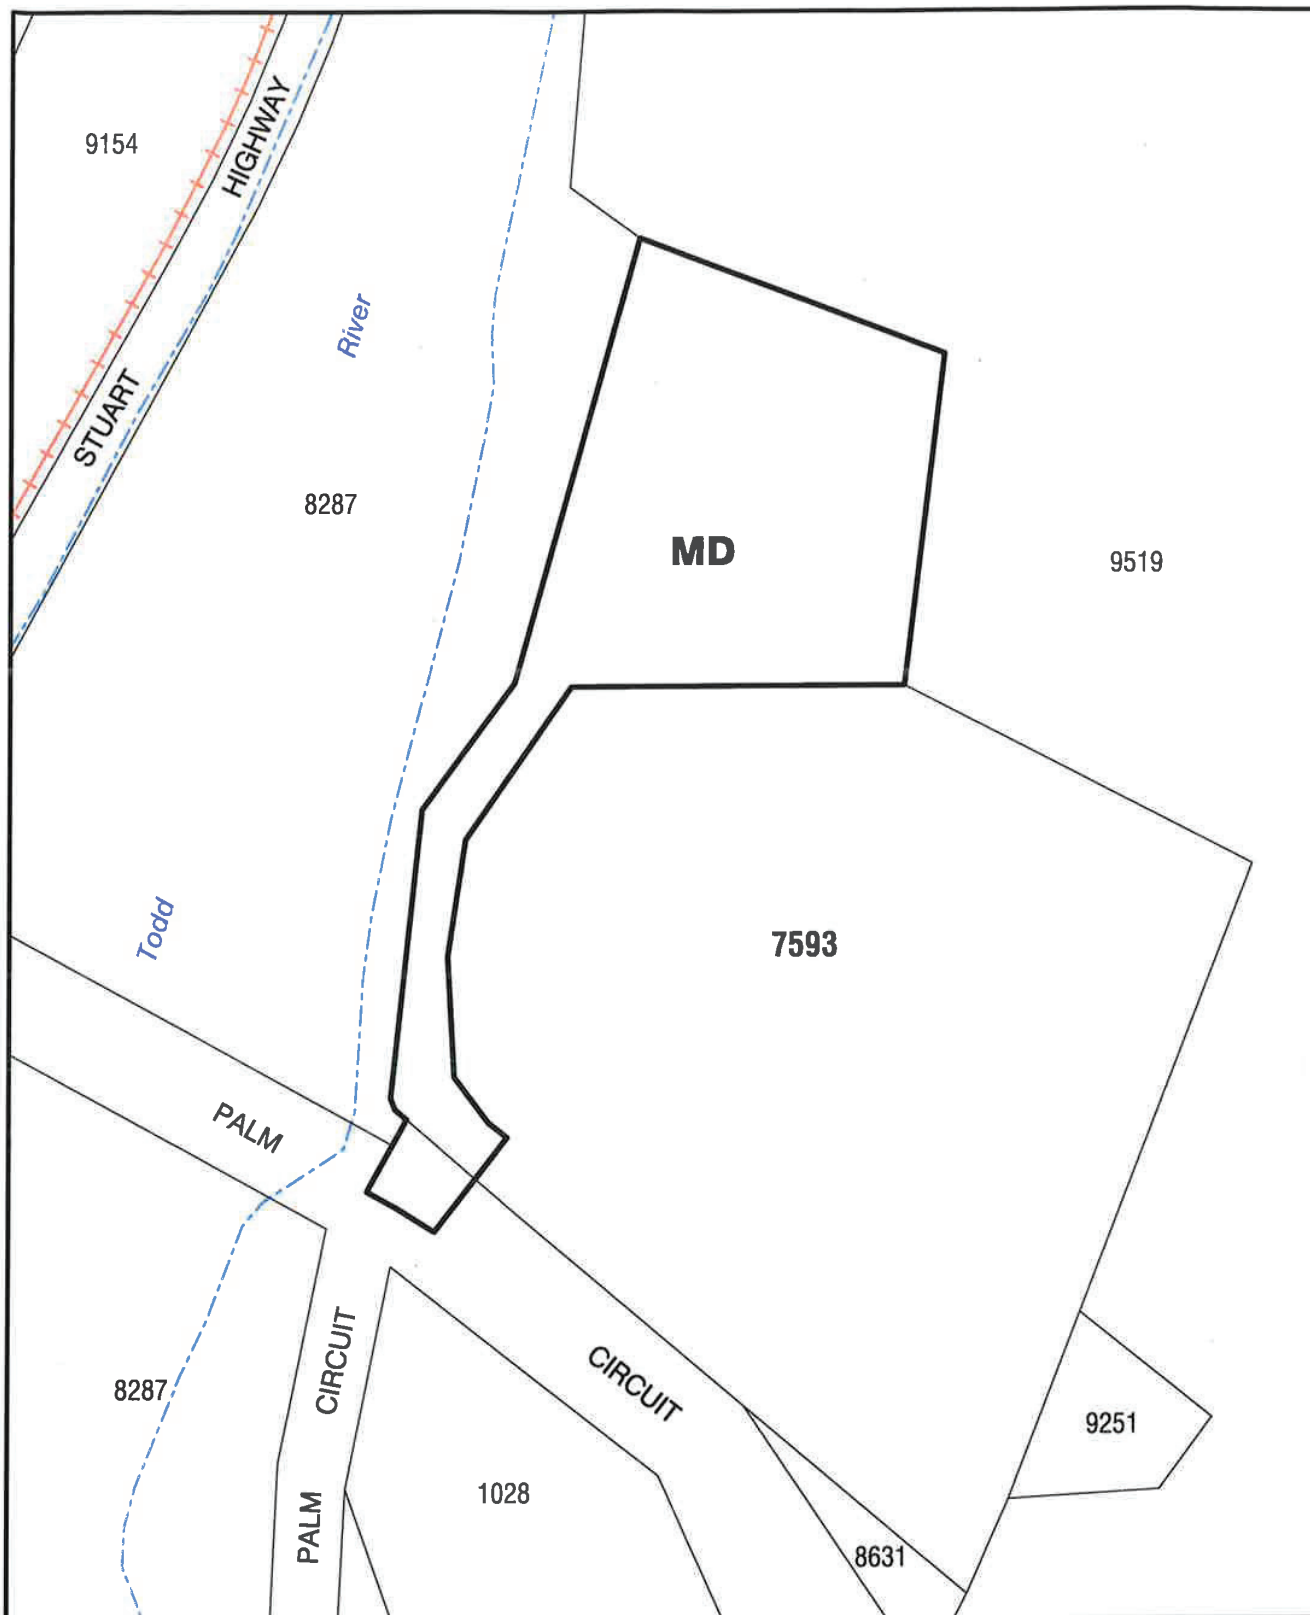 9154
STUART HIGHWAY
Todd River
8287
MD
9519
7593
PALM CIRCUIT
8287
PALM CIRCUIT
1028
8631
9251